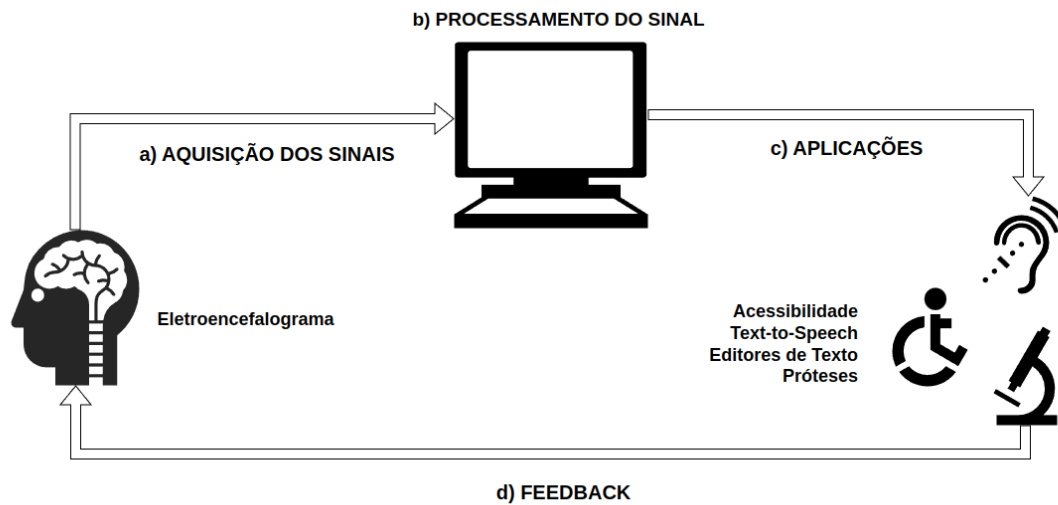 b) PROCESSAMENTO DO SINAL
a) AQUISIÇÃO DOS SINAIS
c) APLICAÇÕES
Eletroencefalograma
Acessibilidade
Text-to-Speech
Editores de Texto
Próteses
d) FEEDBACK